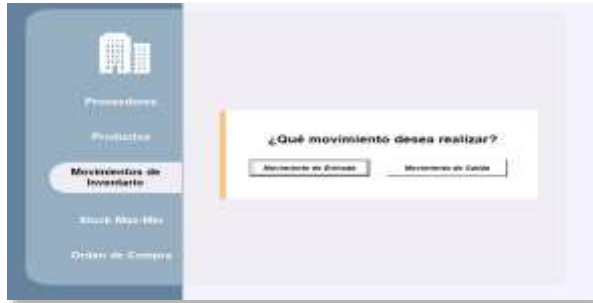 Proveedores
Productos
Movimientos de
Inventario
Stock Max-Min
Orden de Compra
¿Qué movimiento desea realizar?
Movimiento de Entrada
Movimiento de Salida